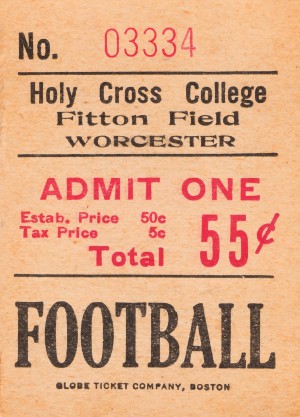 No. 03334
Holy Cross College
Fitton Field
WORCESTER
ADMIT ONE
Estab. Price 50c
Tax Price 5c
Total 55¢
FOOTBALL
GLOBE TICKET COMPANY, BOSTON